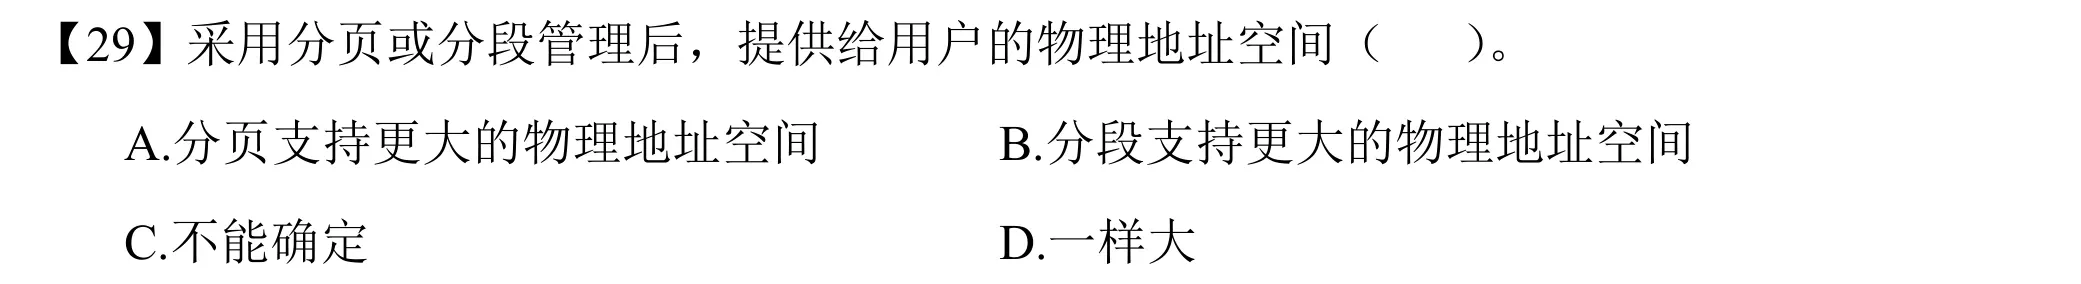 【29】采用分页或分段管理后，提供给用户的物理地址空间（　　）。
A.分页支持更大的物理地址空间　　B.分段支持更大的物理地址空间
C.不能确定　　D.一样大